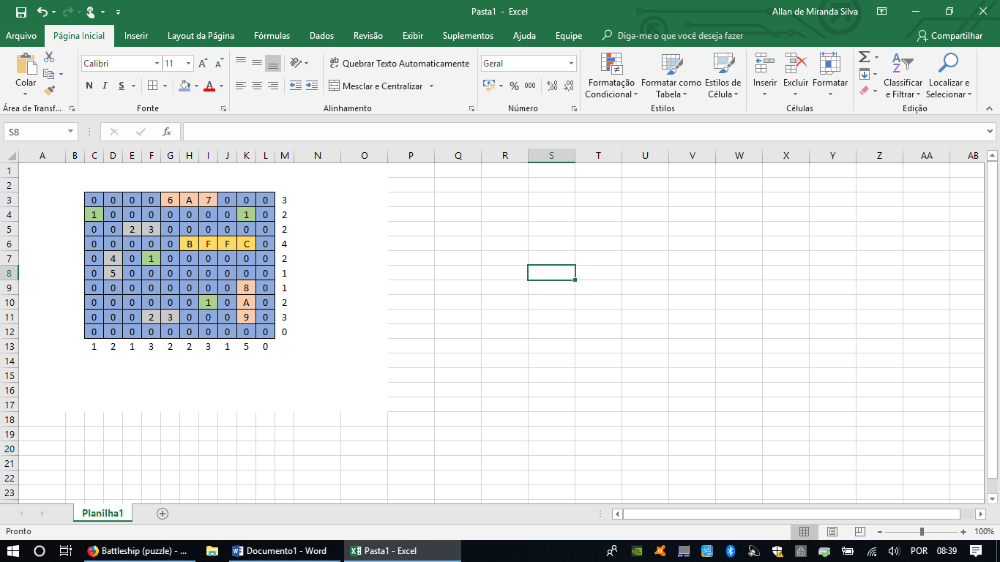 Pasta1 - Excel
Allan de Miranda Silva
Arquivo Página Inicial Inserir Layout da Página Fórmulas Dados Revisão Exibir Suplementos Ajuda Equipe Diga-me o que você deseja fazer Compartilhar
Calibri 11
Quebrar Texto Automaticamente
Geral
Colar
N I S
Mesclar e Centralizar
% 000
Formatação Condicional
Formatar como Tabela
Estilos de Célula
Inserir Excluir Formatar
Classificar e Filtrar
Localizar e Selecionar
Área de Transf... Fonte Alinhamento Número Estilos Células Edição
S8
fx
A B C D E F G H I J K L M N O P Q R S T U V W X Y Z AA AB
1
2
3 0 0 0 0 6 A 7 0 0 0 3
4 1 0 0 0 0 0 0 0 1 0 2
5 0 0 2 3 0 0 0 0 0 0 2
6 0 0 0 0 0 B F F C 0 4
7 0 4 0 1 0 0 0 0 0 0 2
8 0 5 0 0 0 0 0 0 0 0 1
9 0 0 0 0 0 0 0 0 8 0 1
10 0 0 0 0 0 0 1 0 A 0 2
11 0 0 0 2 3 0 0 0 9 0 3
12 0 0 0 0 0 0 0 0 0 0 0
13 1 2 1 3 2 2 3 1 5 0
14
15
16
17
18
19
20
21
22
23
Planilha1
Pronto
100%
Battleship (puzzle) - ...
Documento1 - Word
Pasta1 - Excel
POR 08:39